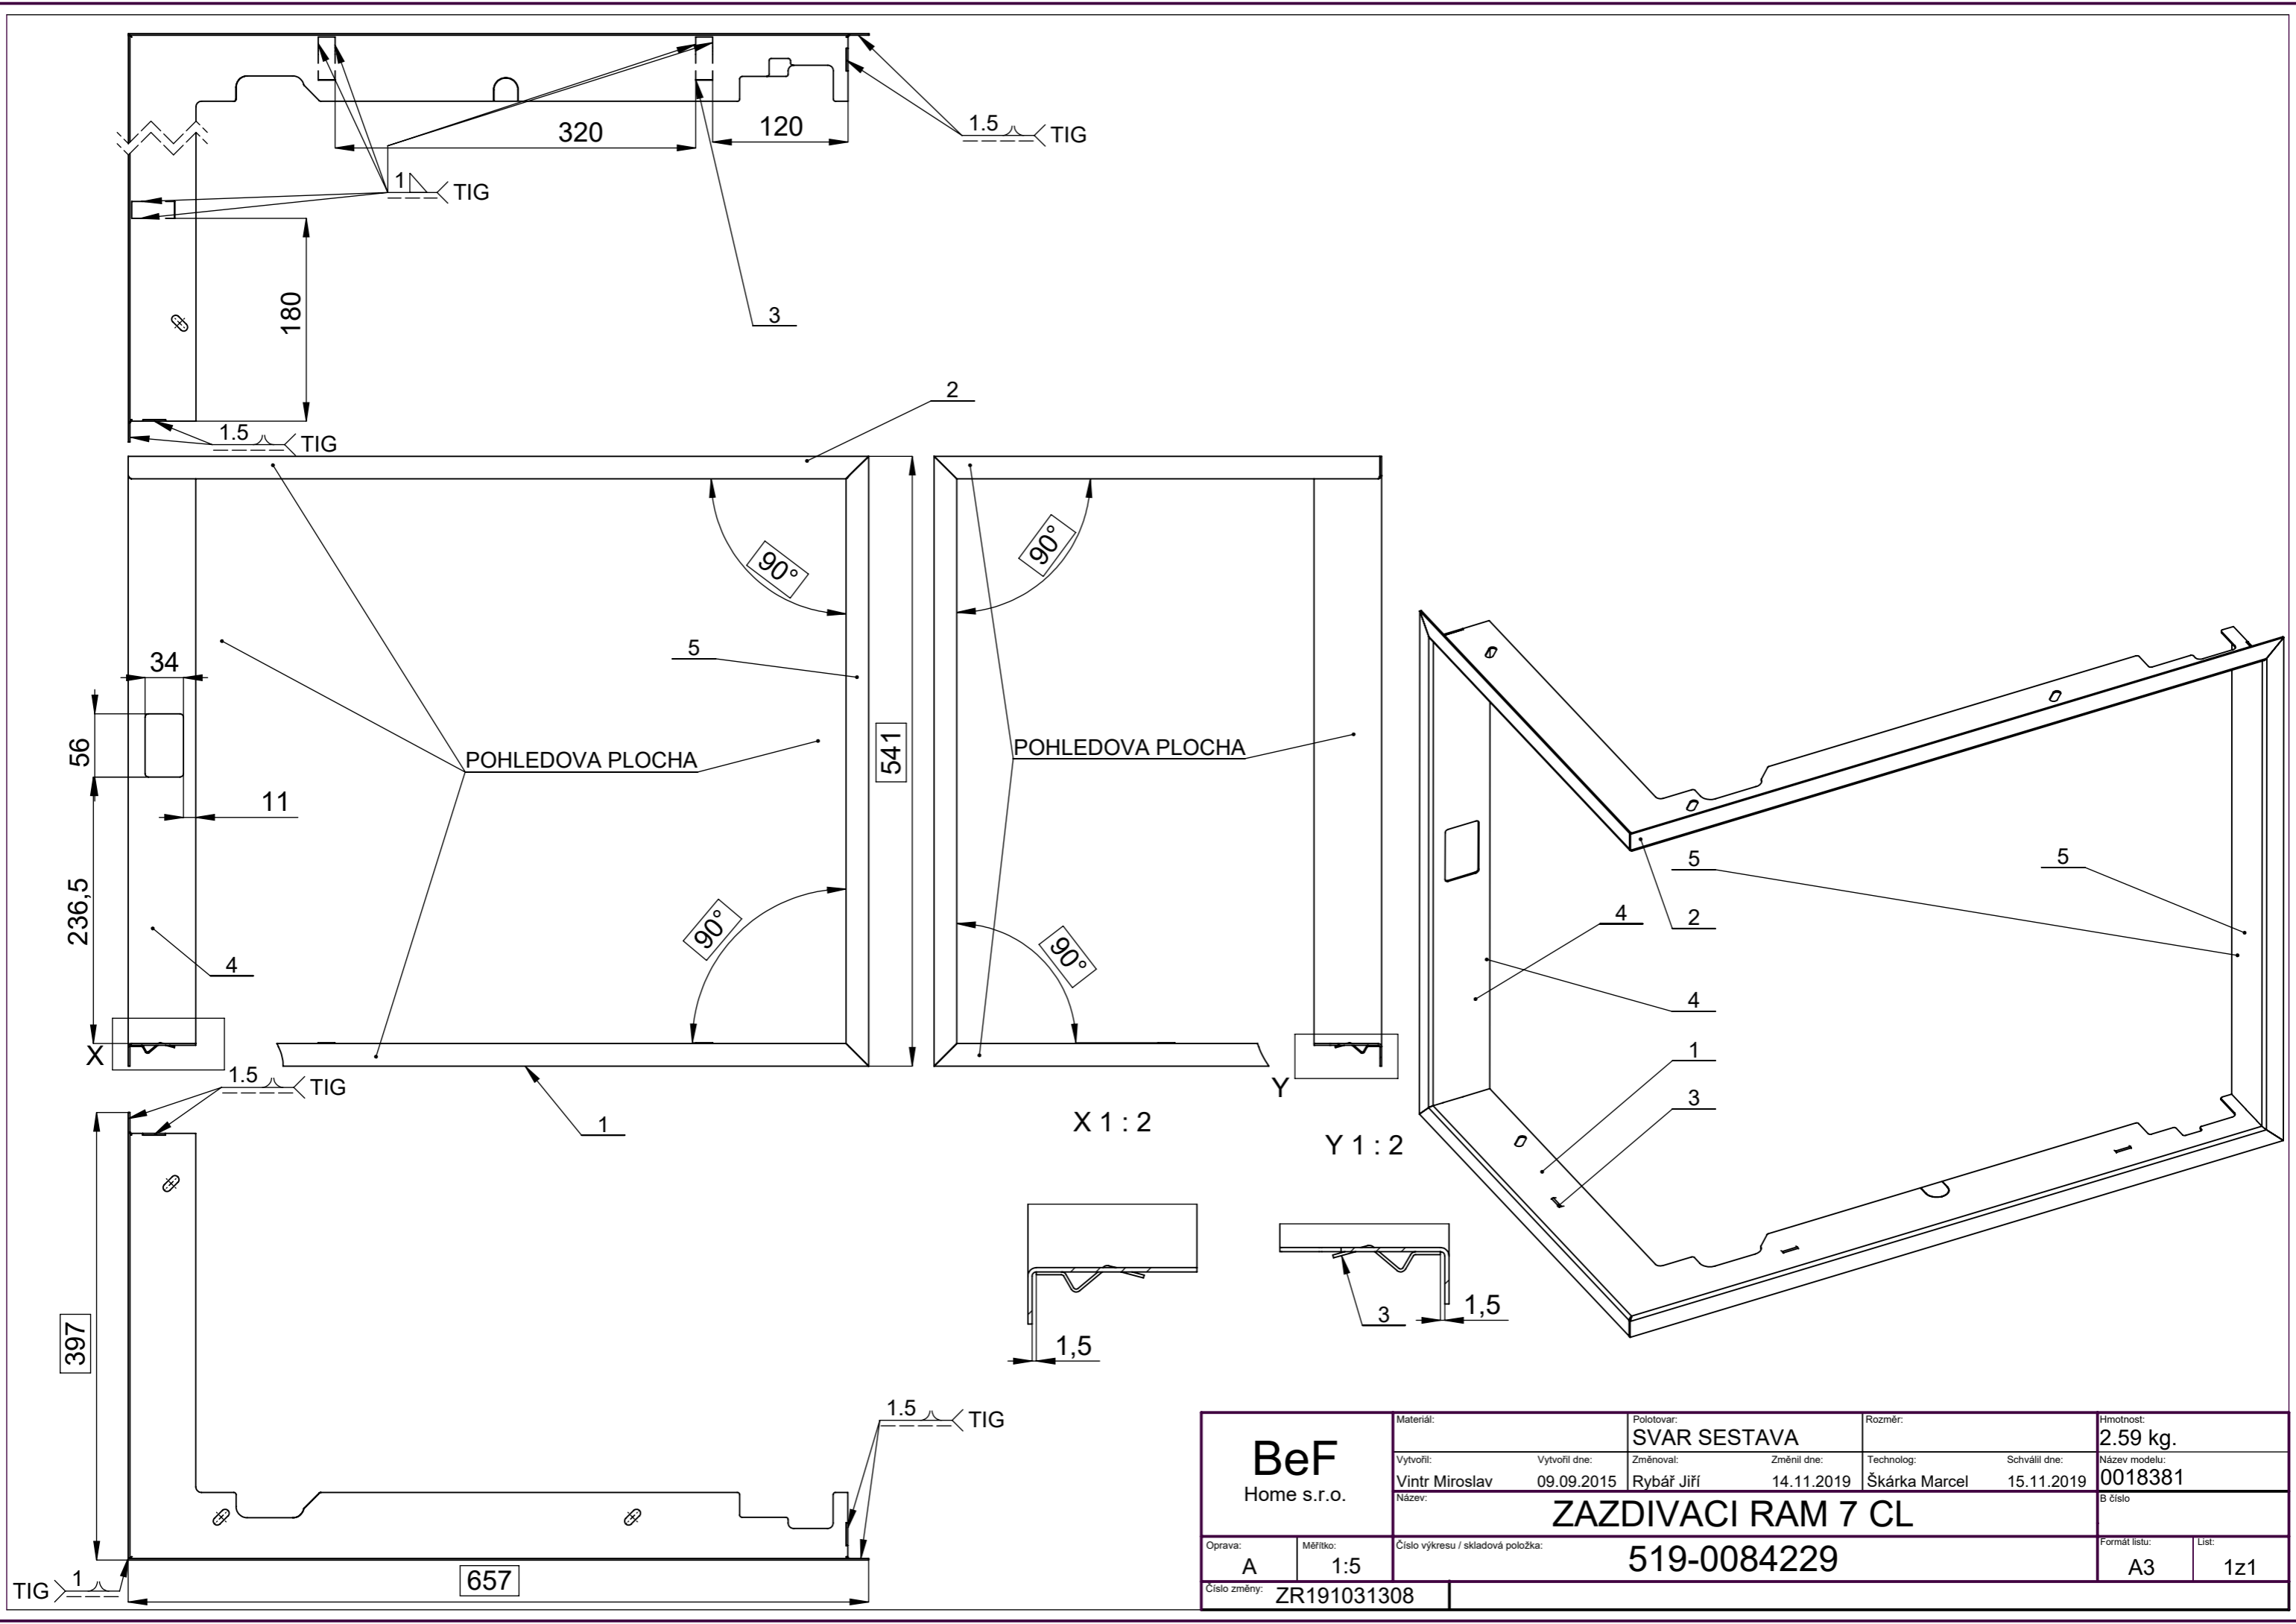 320
120
1.5 TIG
1 TIG
180
3
1.5 TIG
2
90°
90°
34
5
56
POHLEDOVA PLOCHA
541
POHLEDOVA PLOCHA
11
5
5
236,5
4
2
90°
90°
4
4
X
1
1.5 TIG
Y
3
1
X 1 : 2
Y 1 : 2
397
3
1,5
1,5
1.5 TIG
657
TIG 1
BeF
Home s.r.o.
Materiál:
Polotovar:
SVAR SESTAVA
Rozměr:
Hmotnost:
2.59 kg.
Vytvořil:
Vintr Miroslav
Vytvořil dne:
09.09.2015
Změnoval:
Rybář Jiří
Změnil dne:
14.11.2019
Technolog:
Škárka Marcel
Schválil dne:
15.11.2019
Název modelu:
0018381
Název:
ZAZDIVACI RAM 7 CL
B číslo
Oprava:
A
Měřítko:
1:5
Číslo výkresu / skladová položka:
519-0084229
Formát listu:
A3
List:
1z1
Číslo změny: ZR191031308